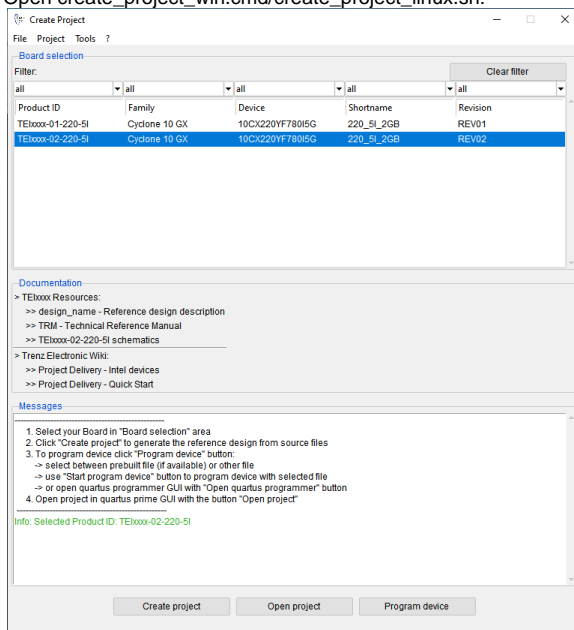 Open create_project_win.cmd/create_project_linux.sh.
Create Project
File Project Tools ?
Board selection
Filter:
Clear filter
all all all all all
Product ID Family Device Shortname Revision
TEIxxxx-01-220-5I Cyclone 10 GX 10CX220YF780I5G 220_5I_2GB REV01
TEIxxxx-02-220-5I Cyclone 10 GX 10CX220YF780I5G 220_5I_2GB REV02
Documentation
> TEIxxxx Resources:
>> design_name - Reference design description
>> TRM - Technical Reference Manual
>> TEIxxxx-02-220-5I schematics
> Trenz Electronic Wiki:
>> Project Delivery - Intel devices
>> Project Delivery - Quick Start
Messages
1. Select your Board in "Board selection" area
2. Click "Create project" to generate the reference design from source files
3. To program device click "Program device" button:
-> select between prebuilt file (if available) or other file
-> use "Start program device" button to program device with selected file
-> or open quartus programmer GUI with "Open quartus programmer" button
4. Open project in quartus prime GUI with the button "Open project"
Info: Selected Product ID: TEIxxxx-02-220-5I
Create project Open project Program device